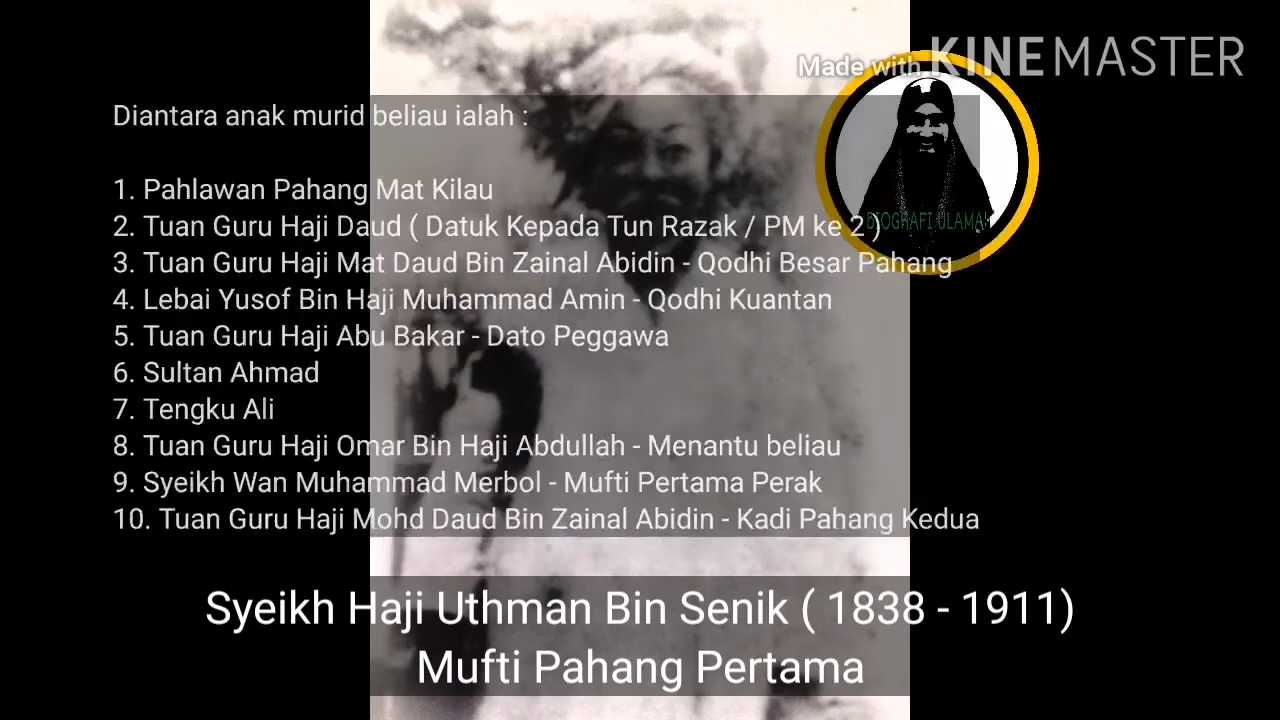 Made with KINEMASTER
Diantara anak murid beliau ialah :
1. Pahlawan Pahang Mat Kilau
2. Tuan Guru Haji Daud ( Datuk Kepada Tun Razak / PM ke 2 )
BIOGRAFI ULAMA'
3. Tuan Guru Haji Mat Daud Bin Zainal Abidin - Qodhi Besar Pahang
4. Lebai Yusof Bin Haji Muhammad Amin - Qodhi Kuantan
5. Tuan Guru Haji Abu Bakar - Dato Peggawa
6. Sultan Ahmad
7. Tengku Ali
8. Tuan Guru Haji Omar Bin Haji Abdullah - Menantu beliau
9. Syeikh Wan Muhammad Merbol - Mufti Pertama Perak
10. Tuan Guru Haji Mohd Daud Bin Zainal Abidin - Kadi Pahang Kedua
Syeikh Haji Uthman Bin Senik ( 1838 - 1911)
Mufti Pahang Pertama